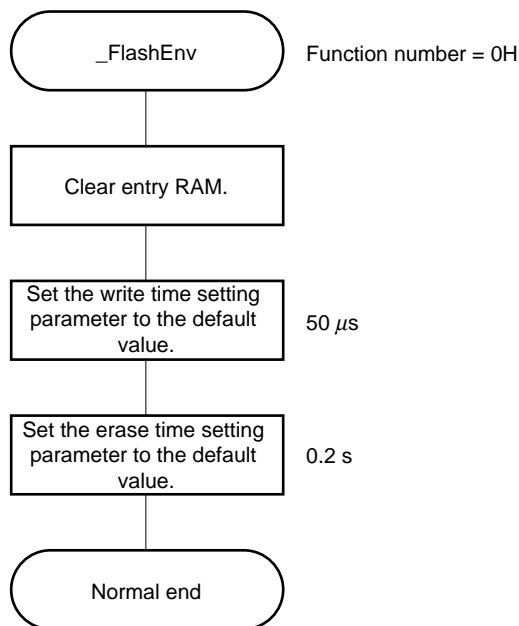 _FlashEnv
Function number = 0H
Clear entry RAM.
Set the write time setting
parameter to the default
value.
50 μs
Set the erase time setting
parameter to the default
value.
0.2 s
Normal end